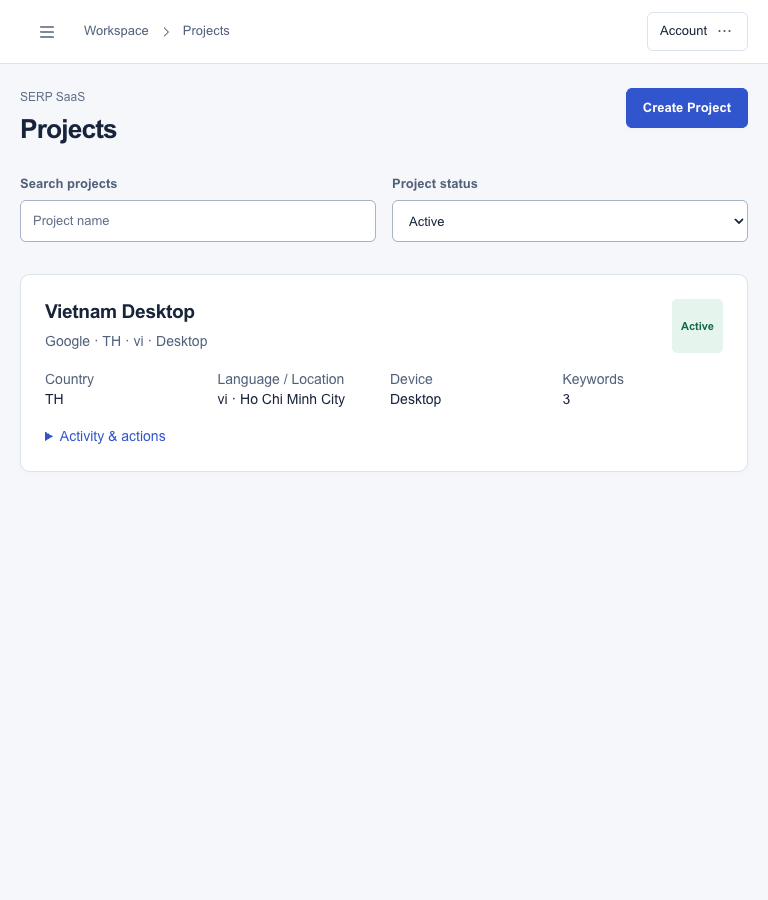 Workspace > Projects
Account ···
SERP SaaS
Projects
Create Project
Search projects
Project status
Project name
Active
Vietnam Desktop
Google · TH · vi · Desktop
Active
Country
Language / Location
Device
Keywords
TH
vi · Ho Chi Minh City
Desktop
3
Activity & actions